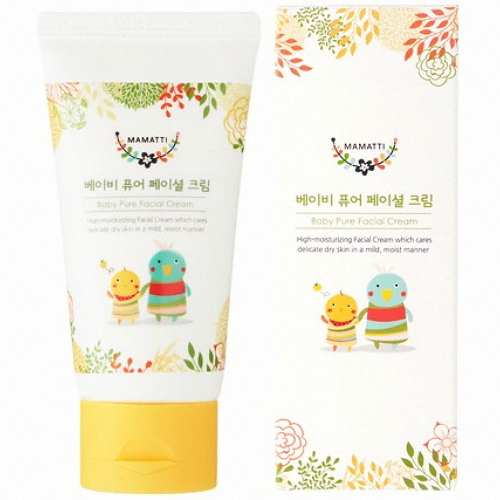 MAMATTI
베이비 퓨어 페이셜 크림
Baby Pure Facial Cream
High-moisturizing Facial Cream which cares
delicate dry skin in a mild, moist manner
MAMATTI
베이비 퓨어 페이셜 크림
Baby Pure Facial Cream
High-moisturizing Facial Cream which cares
delicate dry skin in a mild, moist manner